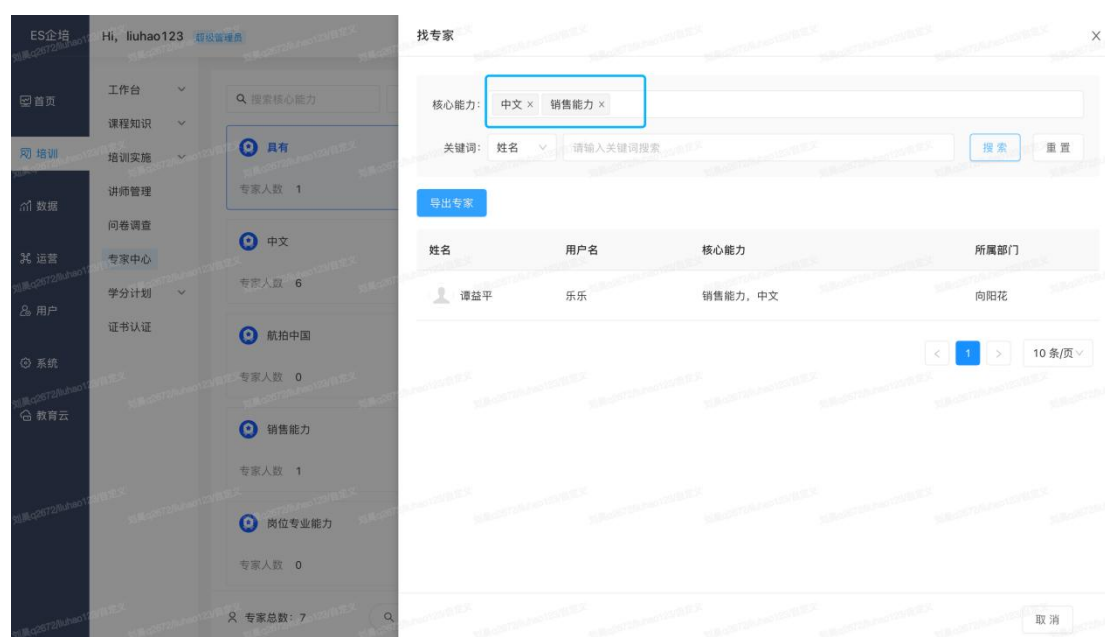 ES企培
Hi, liuhao123 超级管理员
首页
培训
数据
运营
用户
系统
教育云
工作台
课程知识
培训实施
讲师管理
问卷调查
专家中心
学分计划
证书认证
搜索核心能力
具有
专家人数 1
中文
专家人数 6
航拍中国
专家人数 0
销售能力
专家人数 1
岗位专业能力
专家人数 0
专家总数: 7
找专家
核心能力: 中文 × 销售能力 ×
关键词: 姓名 请输入关键词搜索 搜索 重置
导出专家
姓名 用户名 核心能力 所属部门
谭益平 乐乐 销售能力, 中文 向阳花
< 1 > 10 条/页
取消